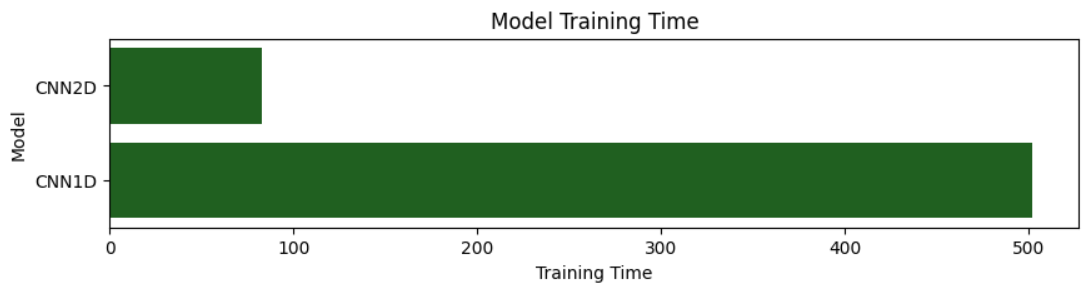 Model Training Time
Model
CNN2D
CNN1D
0 100 200 300 400 500
Training Time